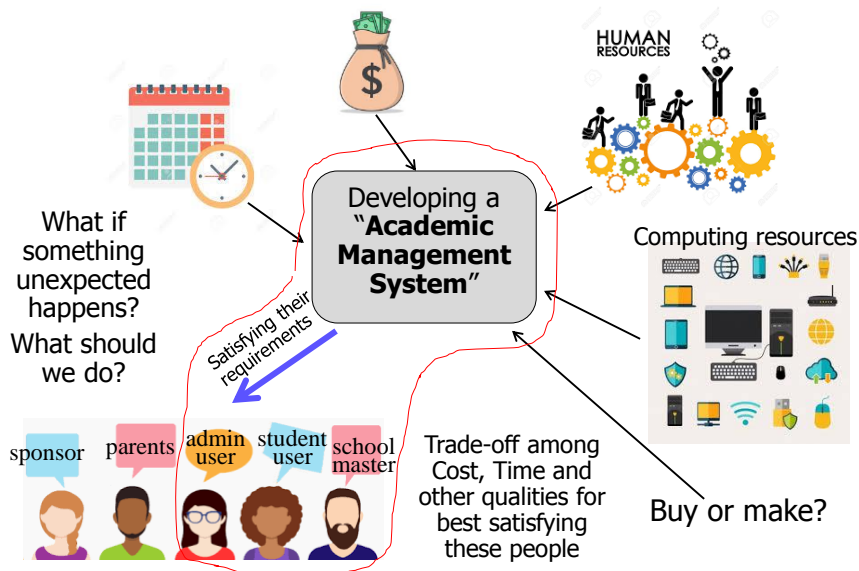 HUMAN
RESOURCES
$
Developing a
“Academic
Management
System”
What if
something
unexpected
happens?
What should
we do?
Computing resources
Satisfying their
requirements
sponsor
parents
admin
user
student
user
school
master
Trade-off among
Cost, Time and
other qualities for
best satisfying
these people
Buy or make?